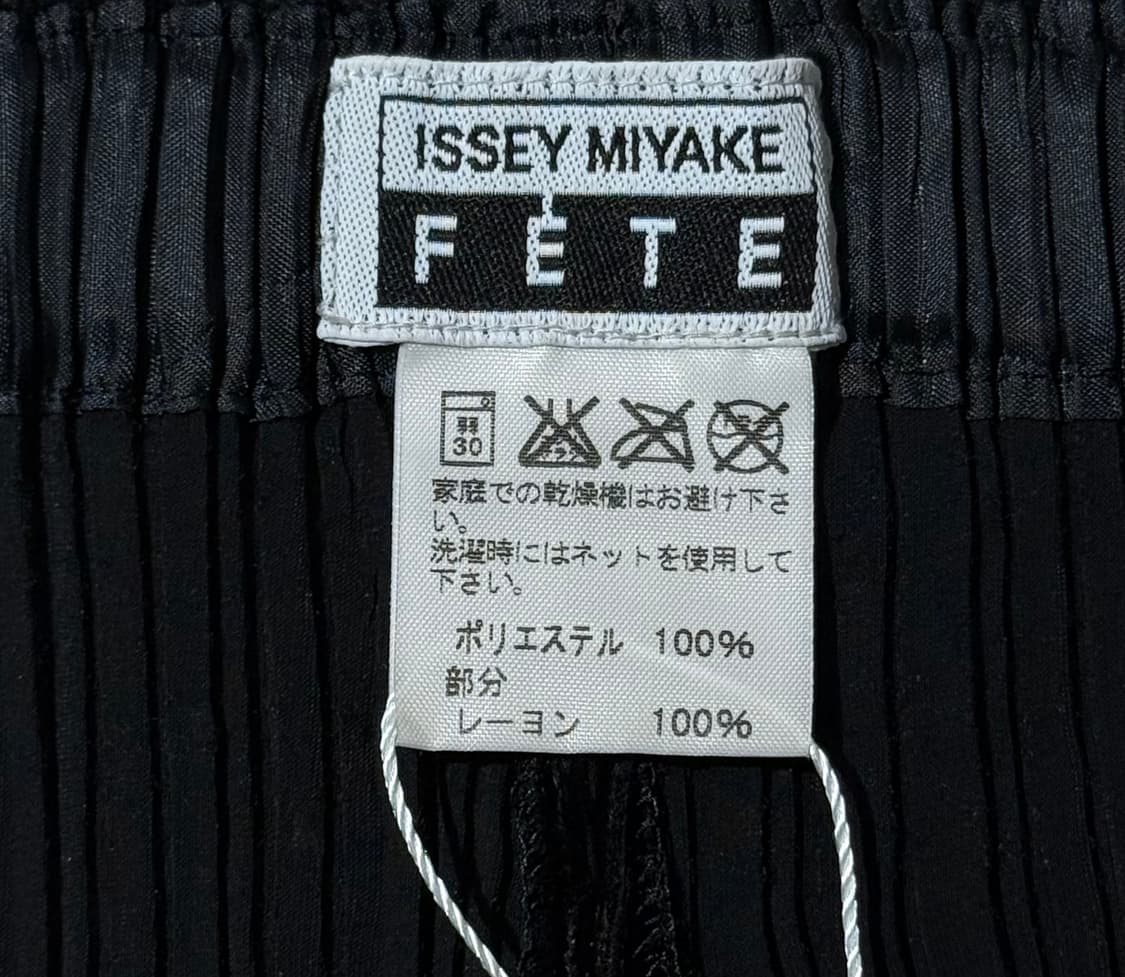 ISSEY MIYAKE
FÊTE
弱
30
家庭での乾燥機はお避け下さ
い。
洗濯時にはネットを使用して
下さい。
ポリエステル 100%
部分
レーヨン 100%